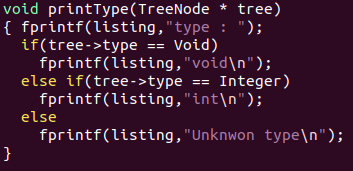 void printType(TreeNode * tree)
{ fprintf(listing,"type : ");
  if(tree->type == Void)
    fprintf(listing,"void\n");
  else if(tree->type == Integer)
    fprintf(listing,"int\n");
  else
    fprintf(listing,"Unknwon type\n");
}